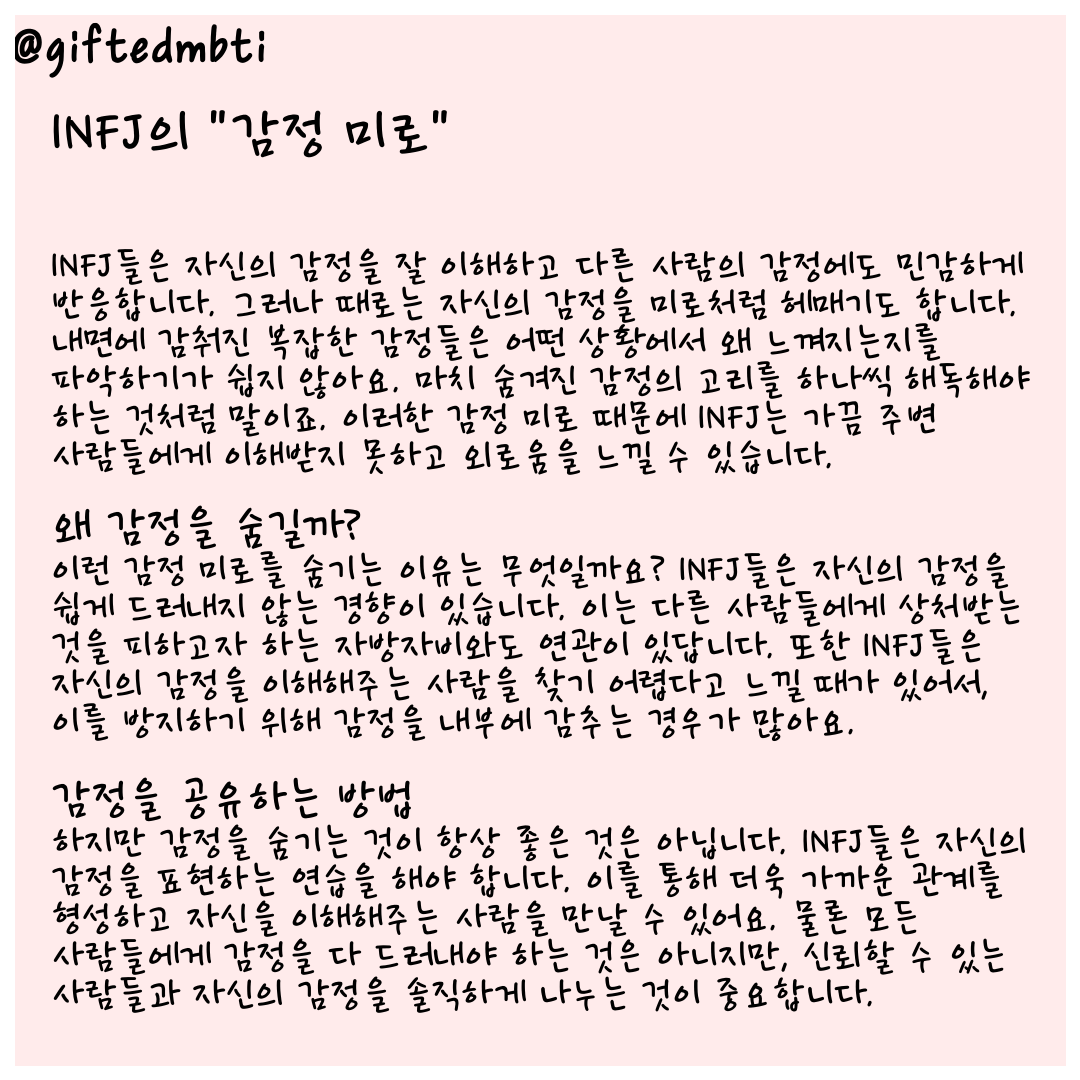 @giftedmbti
INFJ의 "감정 미로"
INFJ들은 자신의 감정을 잘 이해하고 다른 사람의 감정에도 민감하게
반응합니다. 그러나 때로는 자신의 감정을 미로처럼 헤매기도 합니다.
내면에 감춰진 복잡한 감정들은 어떤 상황에서 왜 느껴지는지를
파악하기가 쉽지 않아요. 마치 숨겨진 감정의 고리를 하나씩 해독해야
하는 것처럼 말이죠. 이러한 감정 미로 때문에 INFJ는 가끔 주변
사람들에게 이해받지 못하고 외로움을 느낄 수 있습니다.
왜 감정을 숨길까?
이런 감정 미로를 숨기는 이유는 무엇일까요? INFJ들은 자신의 감정을
쉽게 드러내지 않는 경향이 있습니다. 이는 다른 사람들에게 상처받는
것을 피하고자 하는 자방자비와도 연관이 있답니다. 또한 INFJ들은
자신의 감정을 이해해주는 사람을 찾기 어렵다고 느낄 때가 있어서,
이를 방지하기 위해 감정을 내부에 감추는 경우가 많아요.
감정을 공유하는 방법
하지만 감정을 숨기는 것이 항상 좋은 것은 아닙니다. INFJ들은 자신의
감정을 표현하는 연습을 해야 합니다. 이를 통해 더욱 가까운 관계를
형성하고 자신을 이해해주는 사람을 만날 수 있어요. 물론 모든
사람들에게 감정을 다 드러내야 하는 것은 아니지만, 신뢰할 수 있는
사람들과 자신의 감정을 솔직하게 나누는 것이 중요합니다.